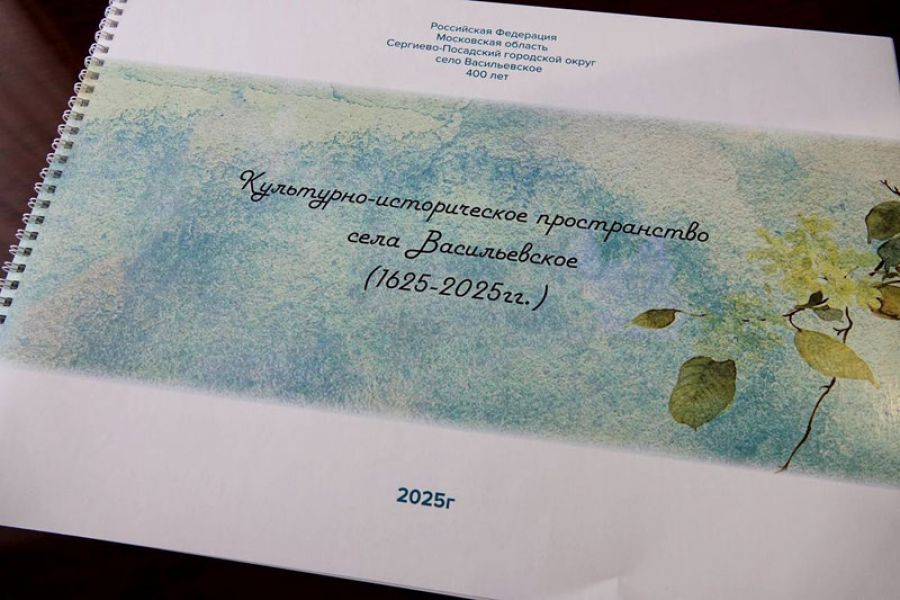 Российская Федерация
Московская область
Сергиево-Посадский городской округ
село Васильевское
400 лет
Культурно-историческое пространство
села Васильевское
(1625-2025гг.)
2025г